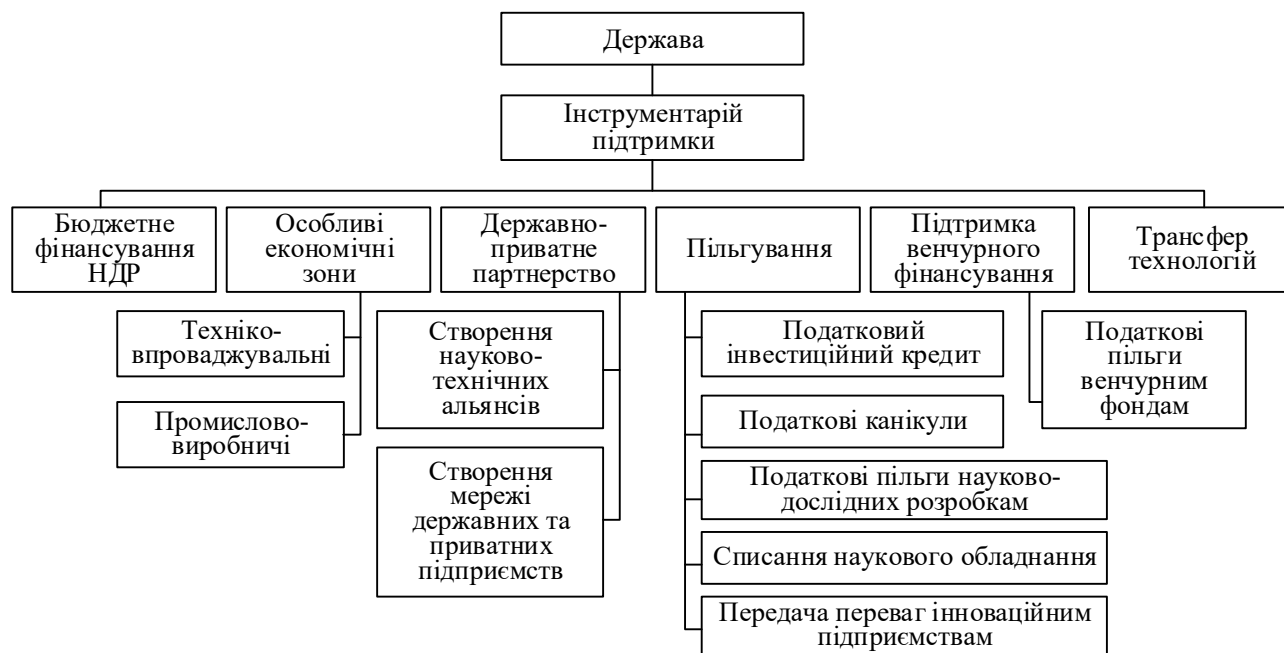 Держава
Інструментарій
підтримки
Бюджетне
фінансування
НДР
Особливі
економічні
зони
Державно-
приватне
партнерство
Пільгування
Підтримка
венчурного
фінансування
Трансфер
технологій
Техніко-
впроваджувальні
Промислово-
виробничі
Створення
науково-
технічних
альянсів
Створення
мережі
державних та
приватних
підприємств
Податковий
інвестиційний кредит
Податкові канікули
Податкові пільги науково-
дослідних розробкам
Списання наукового обладнання
Передача переваг інноваційним
підприємствам
Податкові
пільги
венчурним
фондам